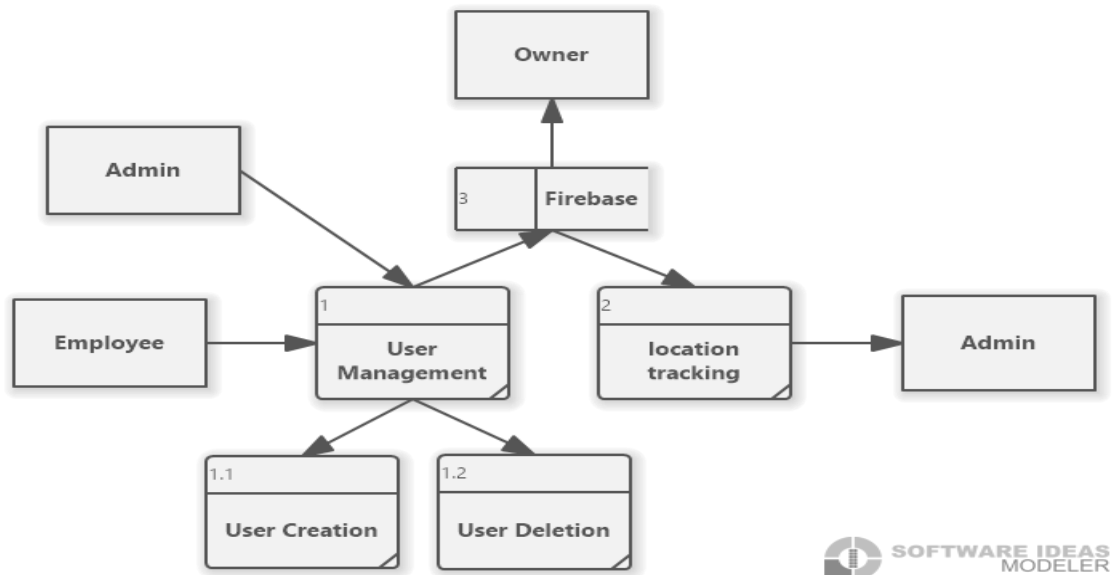 Owner
Admin
3
Firebase
1
2
Employee
User
Management
location
tracking
Admin
1.1
1.2
User Creation
User Deletion
SOFTWARE IDEAS
MODELER